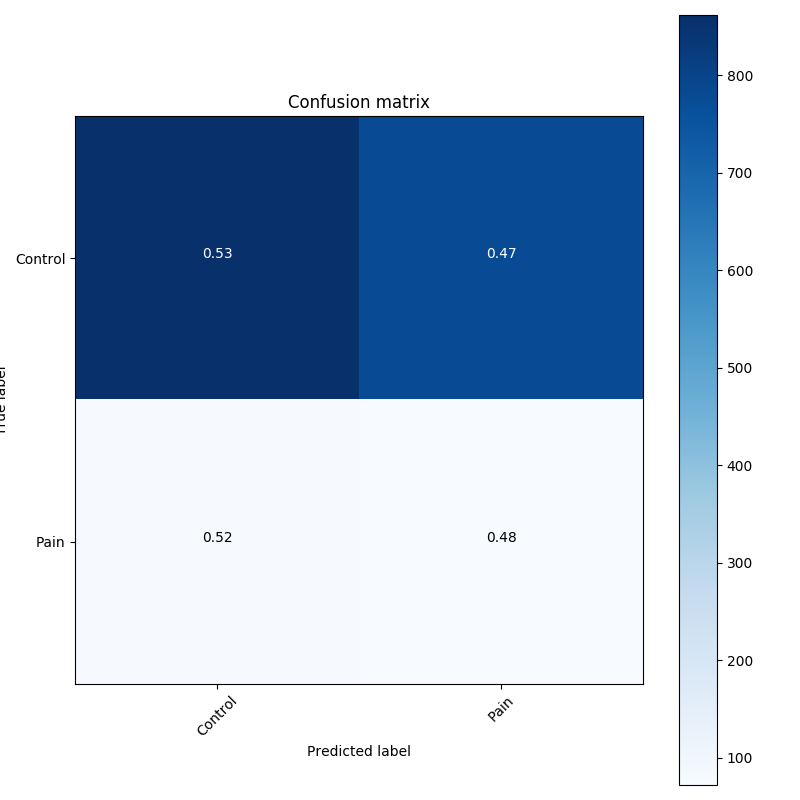 Confusion matrix
800
700
600
500
400
300
200
100
Control
0.53
0.47
Pain
0.52
0.48
True label
Control
Pain
Predicted label